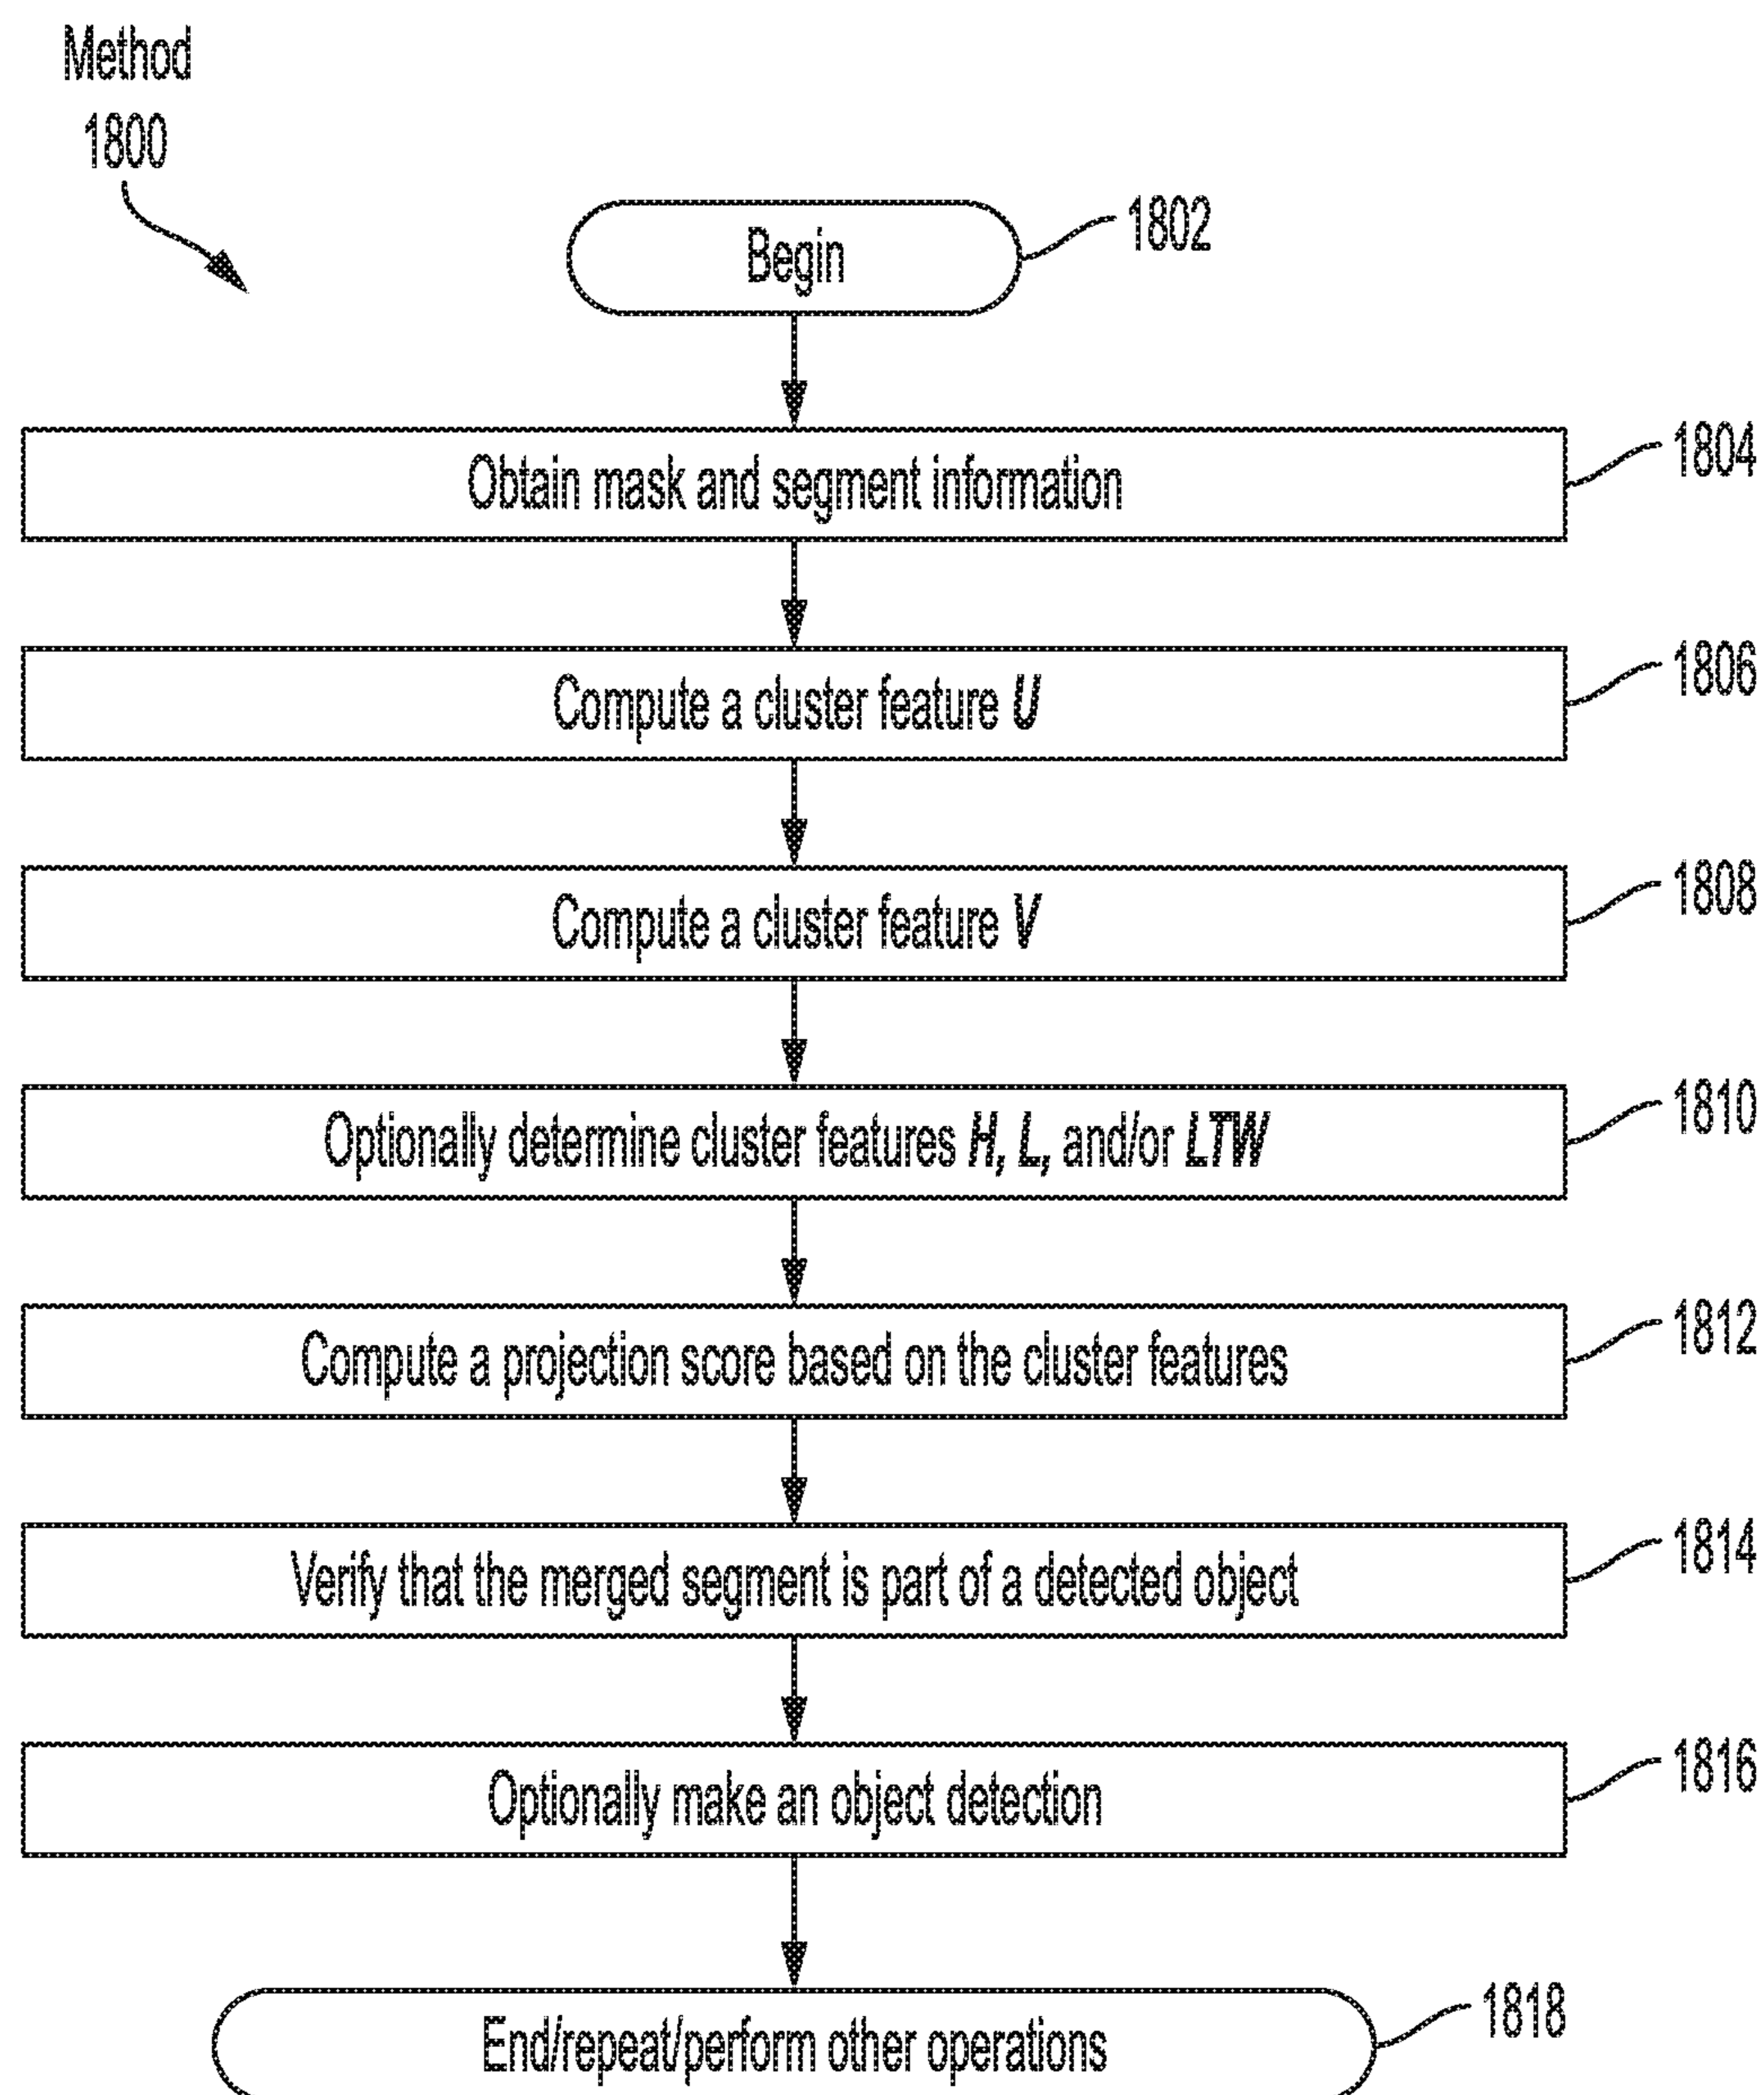 Method
1800
Begin
1802
Obtain mask and segment information
1804
Compute a cluster feature U
1806
Compute a cluster feature V
1808
Optionally determine cluster features H, L, and/or LTW
1810
Compute a projection score based on the cluster features
1812
Verify that the merged segment is part of a detected object
1814
Optionally make an object detection
1816
End/repeat/perform other operations
1818